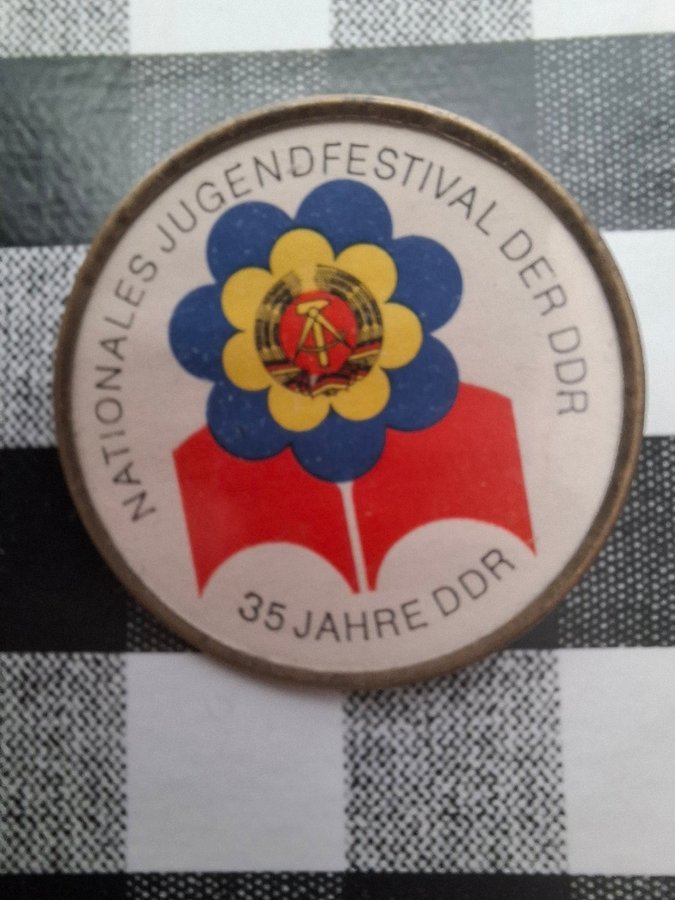 NATIONALES JUGENDFESTIVAL DER DDR
35 JAHRE DDR